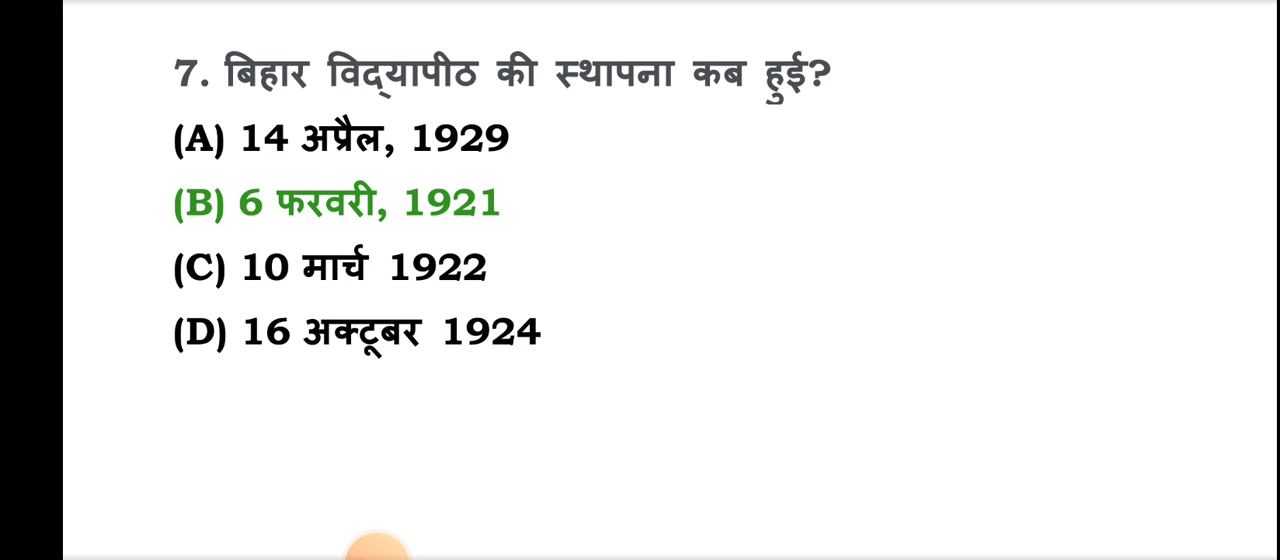 7. बिहार विद्यापीठ की स्थापना कब हुई?
(A) 14 अप्रैल, 1929
(B) 6 फरवरी, 1921
(C) 10 मार्च 1922
(D) 16 अक्टूबर 1924